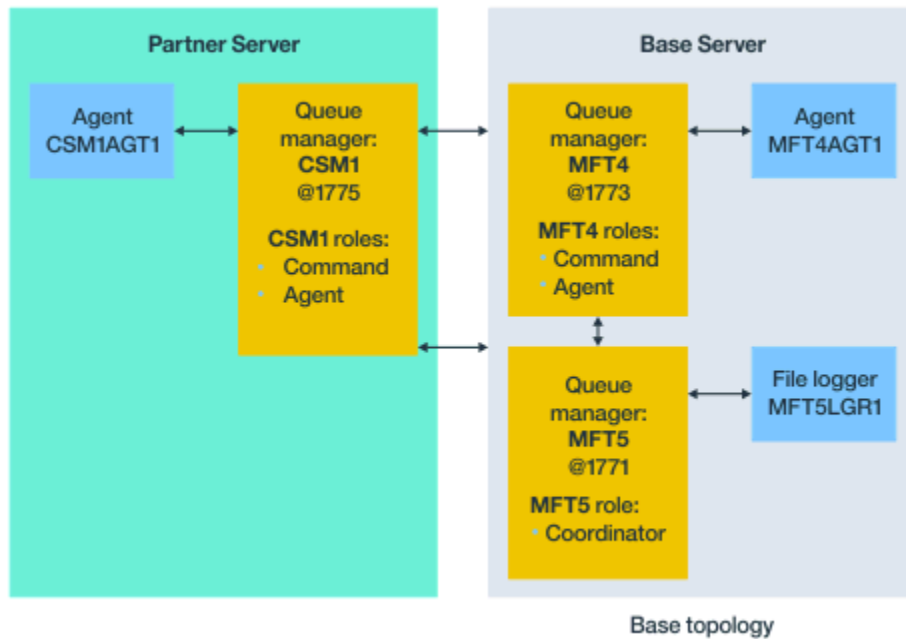 Partner Server
Agent
CSM1AGT1
Queue
manager:
CSM1
@1775
CSM1 roles:
• Command
• Agent
Base Server
Queue
manager:
MFT4
@1773
MFT4 roles:
• Command
• Agent
Agent
MFT4AGT1
Queue
manager:
MFT5
@1771
MFT5 role:
• Coordinator
File logger
MFT5LGR1
Base topology